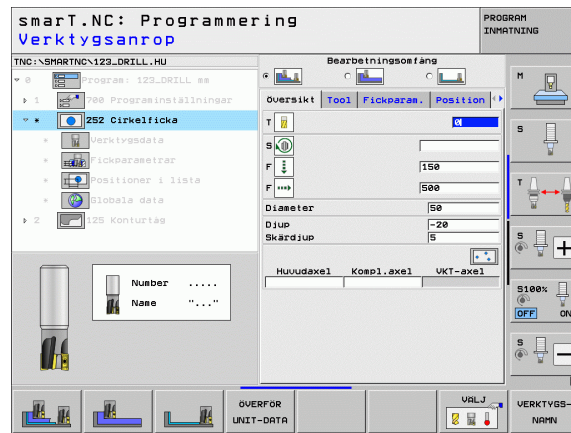 smarT.NC: Programmering
Verktygsanrop
PROGRAM
INMATNING
TNC:\SMARTNC\123_DRILL.HU
0 Program: 123_DRILL mm
1 700 Programinställningar
* 252 Cirkelficka
* Verktygsdata
* Fickparametrar
* Positioner i lista
* Globala data
2 125 Konturtåg
Number .....
Name "..."
Bearbetningsomfång
Översikt Tool Fickparam. Position
T 0
S
F 150
F 500
Diameter 50
Djup -20
Skärdjup 5
Huvudaxel Kompl.axel VKT-axel
M
S
T
S
S100%
OFF ON
S
ÖVERFÖR
UNIT-DATA
VÄLJ
VERKTYGS-
NAMN